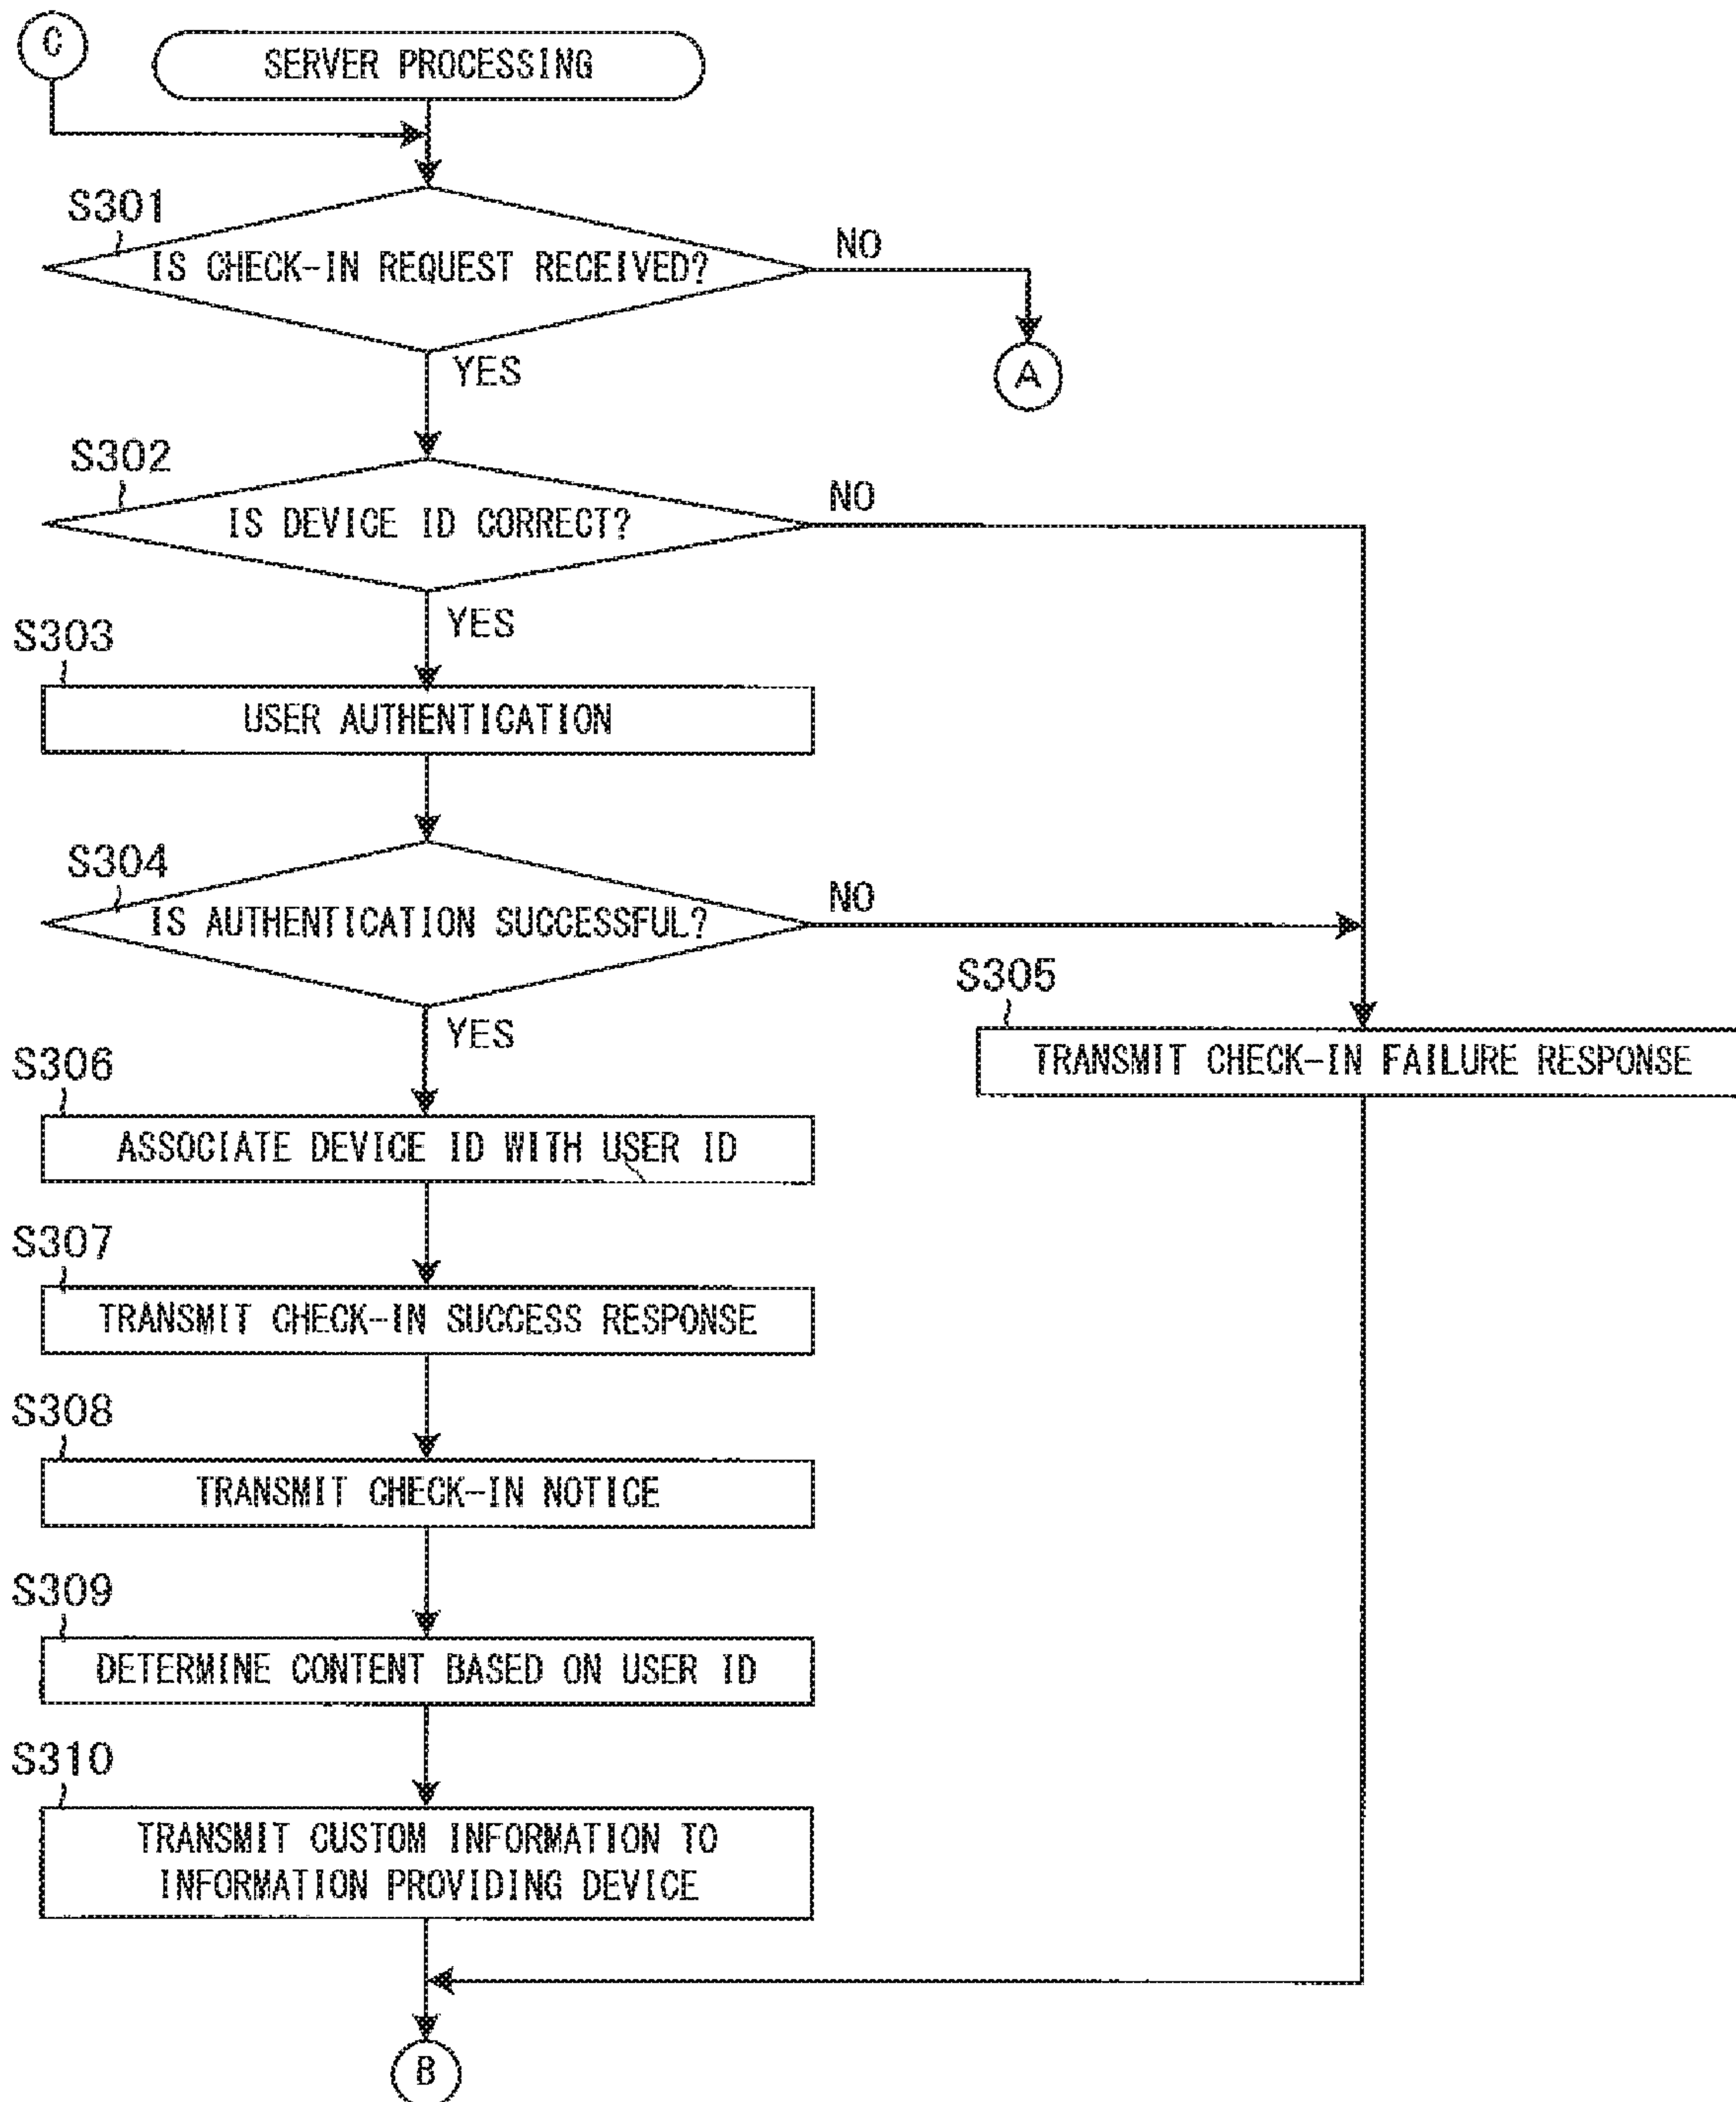 C
SERVER PROCESSING
S301
IS CHECK-IN REQUEST RECEIVED?
NO
A
YES
S302
IS DEVICE ID CORRECT?
NO
YES
S303
USER AUTHENTICATION
S304
IS AUTHENTICATION SUCCESSFUL?
NO
S305
TRANSMIT CHECK-IN FAILURE RESPONSE
YES
S306
ASSOCIATE DEVICE ID WITH USER ID
S307
TRANSMIT CHECK-IN SUCCESS RESPONSE
S308
TRANSMIT CHECK-IN NOTICE
S309
DETERMINE CONTENT BASED ON USER ID
S310
TRANSMIT CUSTOM INFORMATION TO
INFORMATION PROVIDING DEVICE
B